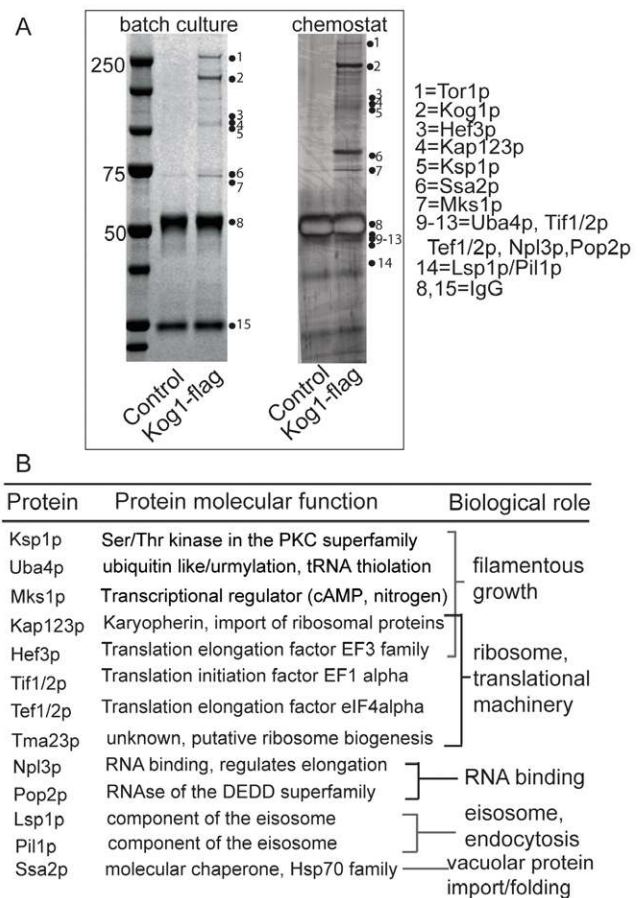 A
batch culture
chemostat
250
75
50
1
2
3
4
5
6
7
8
15
1
2
3
4
5
6
7
8
9-13
14
Control
Kog1-flag
Control
Kog1-flag
1=Tor1p
2=Kog1p
3=Hef3p
4=Kap123p
5=Ksp1p
6=Ssa2p
7=Mks1p
9-13=Uba4p, Tif1/2p
Tef1/2p, Npl3p,Pop2p
14=Lsp1p/Pil1p
8,15=IgG
B
Protein Protein molecular function Biological role
Ksp1p Ser/Thr kinase in the PKC superfamily
Uba4p ubiquitin like/urmylation, tRNA thiolation
Mks1p Transcriptional regulator (cAMP, nitrogen)
Kap123p Karyopherin, import of ribosomal proteins
Hef3p Translation elongation factor EF3 family
Tif1/2p Translation initiation factor EF1 alpha
Tef1/2p Translation elongation factor eIF4alpha
Tma23p unknown, putative ribosome biogenesis
Npl3p RNA binding, regulates elongation
Pop2p RNAse of the DEDD superfamily
Lsp1p component of the eisosome
Pil1p component of the eisosome
Ssa2p molecular chaperone, Hsp70 family
filamentous
growth
ribosome,
translational
machinery
RNA binding
eisosome,
endocytosis
vacuolar protein
import/folding